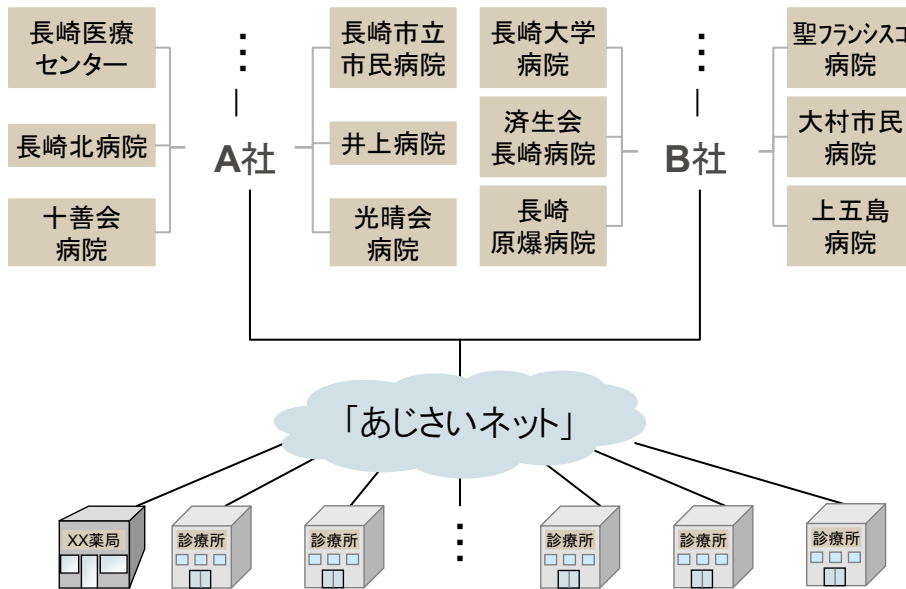 長崎医療
センター
長崎北病院
十善会
病院
A社
長崎市立
市民病院
井上病院
光晴会
病院
長崎大学
病院
済生会
長崎病院
長崎
原爆病院
B社
聖フランシスコ
病院
大村市民
病院
上五島
病院
「あじさいネット」
XX薬局
診療所
診療所
診療所
診療所
診療所